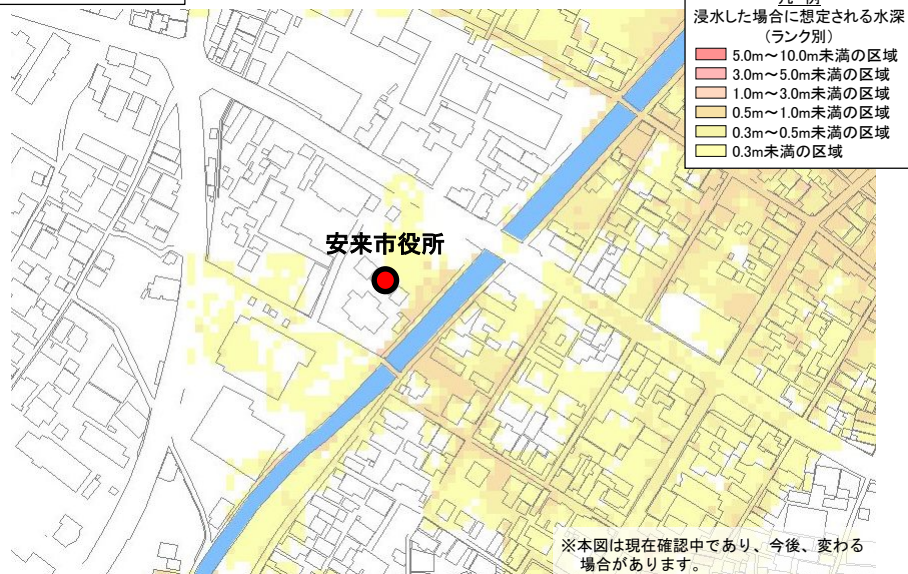 凡 例
浸水した場合に想定される水深
(ランク別)
5.0m～10.0m未満の区域
3.0m～5.0m未満の区域
1.0m～3.0m未満の区域
0.5m～1.0m未満の区域
0.3m～0.5m未満の区域
0.3m未満の区域
安来市役所
※本図は現在確認中であり、今後、変わる
場合があります。